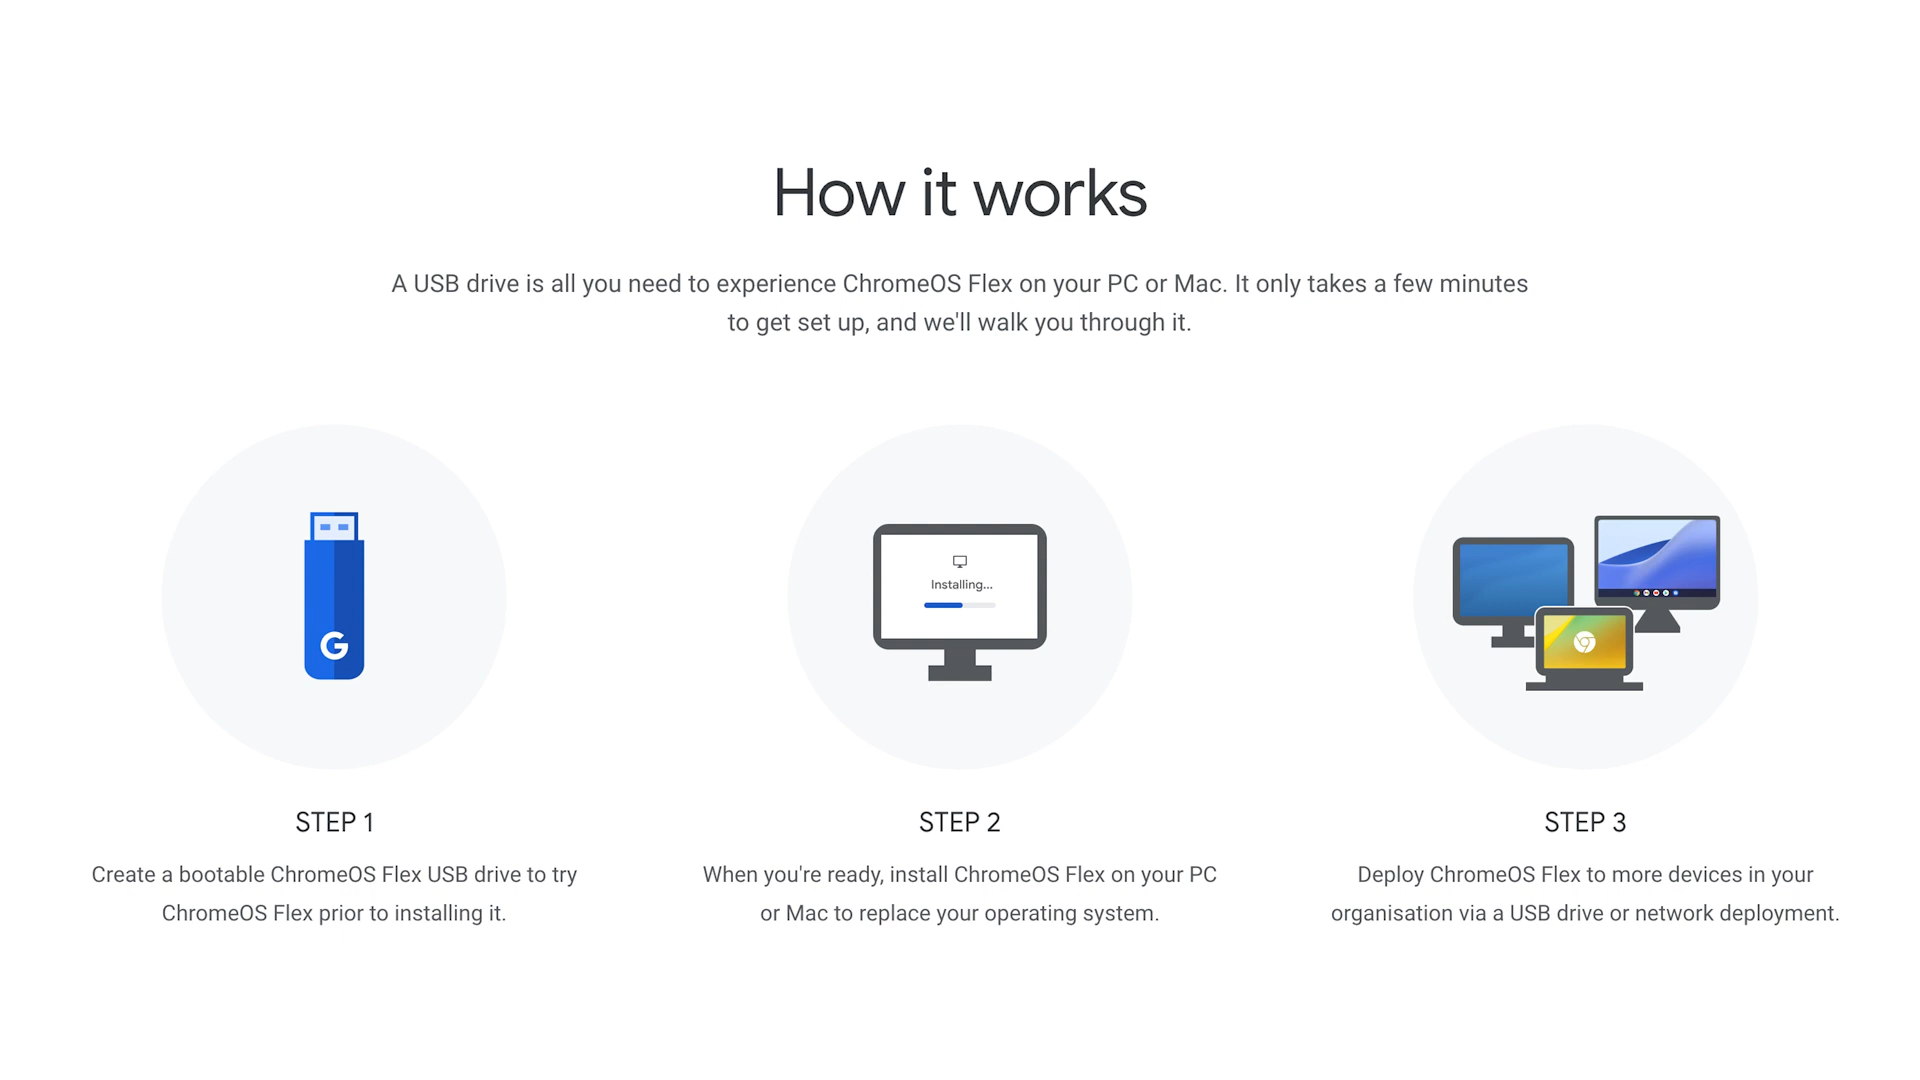 How it works
A USB drive is all you need to experience ChromeOS Flex on your PC or Mac. It only takes a few minutes
to get set up, and we'll walk you through it.
G
Installing...
STEP 1
Create a bootable ChromeOS Flex USB drive to try
ChromeOS Flex prior to installing it.
STEP 2
When you're ready, install ChromeOS Flex on your PC
or Mac to replace your operating system.
STEP 3
Deploy ChromeOS Flex to more devices in your
organisation via a USB drive or network deployment.